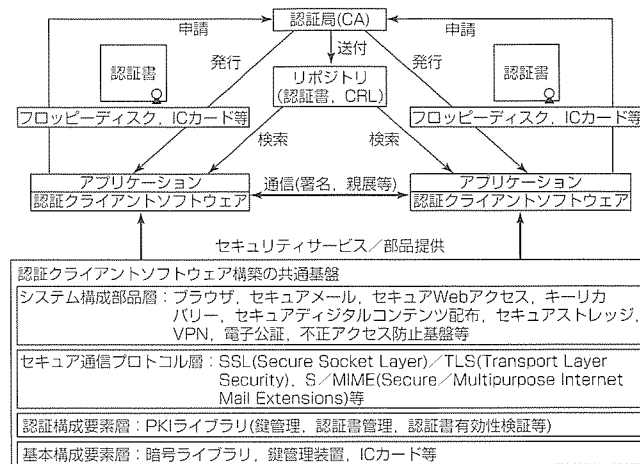 認証局(CA)
申請
申請
送付
発行
発行
認証書
認証書
リポジトリ
(認証書, CRL)
フロッピーディスク, ICカード等
フロッピーディスク, ICカード等
検索
検索
アプリケーション
認証クライアントソフトウェア
通信(署名, 親展等)
アプリケーション
認証クライアントソフトウェア
セキュリティサービス／部品提供
認証クライアントソフトウェア構築の共通基盤
システム構成部品層：ブラウザ, セキュアメール, セキュアWebアクセス, キーリカ
バリー, セキュアディジタルコンテンツ配布, セキュアストレッジ,
VPN, 電子公証, 不正アクセス防止基盤等
セキュア通信プロトコル層：SSL(Secure Socket Layer)／TLS(Transport Layer
Security), S／MIME(Secure／Multipurpose Internet
Mail Extensions)等
認証構成要素層：PKIライブラリ(鍵管理, 認証書管理, 認証書有効性検証等)
基本構成要素層：暗号ライブラリ, 鍵管理装置, ICカード等